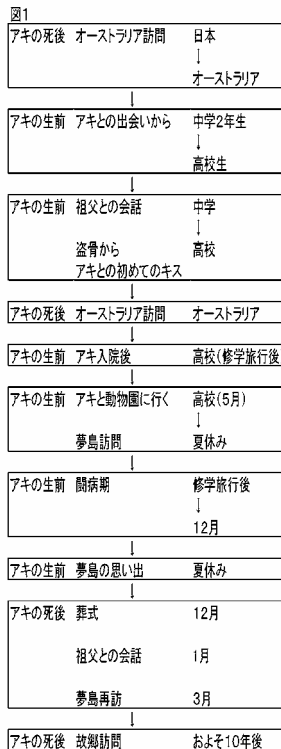 図1
アキの死後 オーストラリア訪問 日本
↓
オーストラリア
↓
アキの生前 アキとの出会いから 中学2年生
↓
高校生
↓
アキの生前 祖父との会話 中学
↓
盗骨から 高校
アキとの初めてのキス
↓
アキの死後 オーストラリア訪問 オーストラリア
↓
アキの生前 アキ入院後 高校(修学旅行後)
↓
アキの生前 アキと動物園に行く 高校(5月)
↓
夢島訪問 夏休み
↓
アキの生前 闘病期 修学旅行後
↓
12月
↓
アキの生前 夢島の思い出 夏休み
↓
アキの死後 葬式 12月
祖父との会話 1月
夢島再訪 3月
↓
アキの死後 故郷訪問 およそ10年後